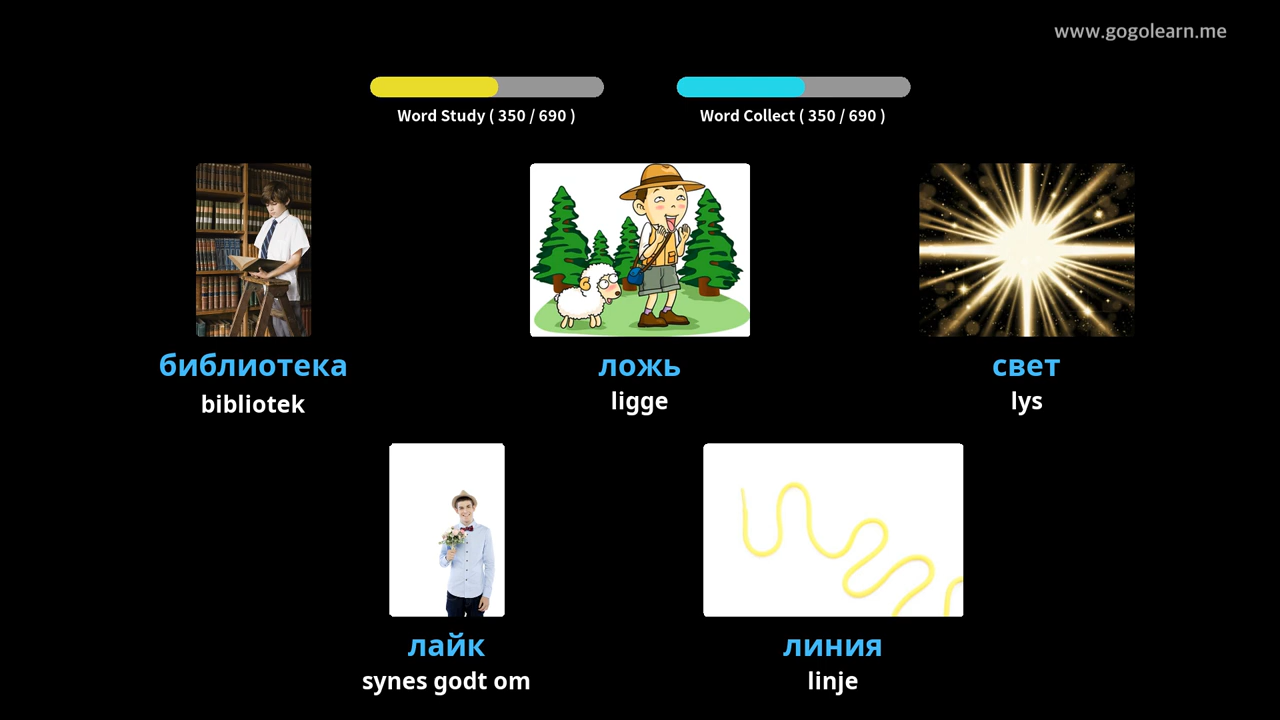 www.gogolearn.me
Word Study ( 350 / 690 )
Word Collect ( 350 / 690 )
библиотека
bibliotek
ложь
ligge
свет
lys
лайк
synes godt om
линия
linje